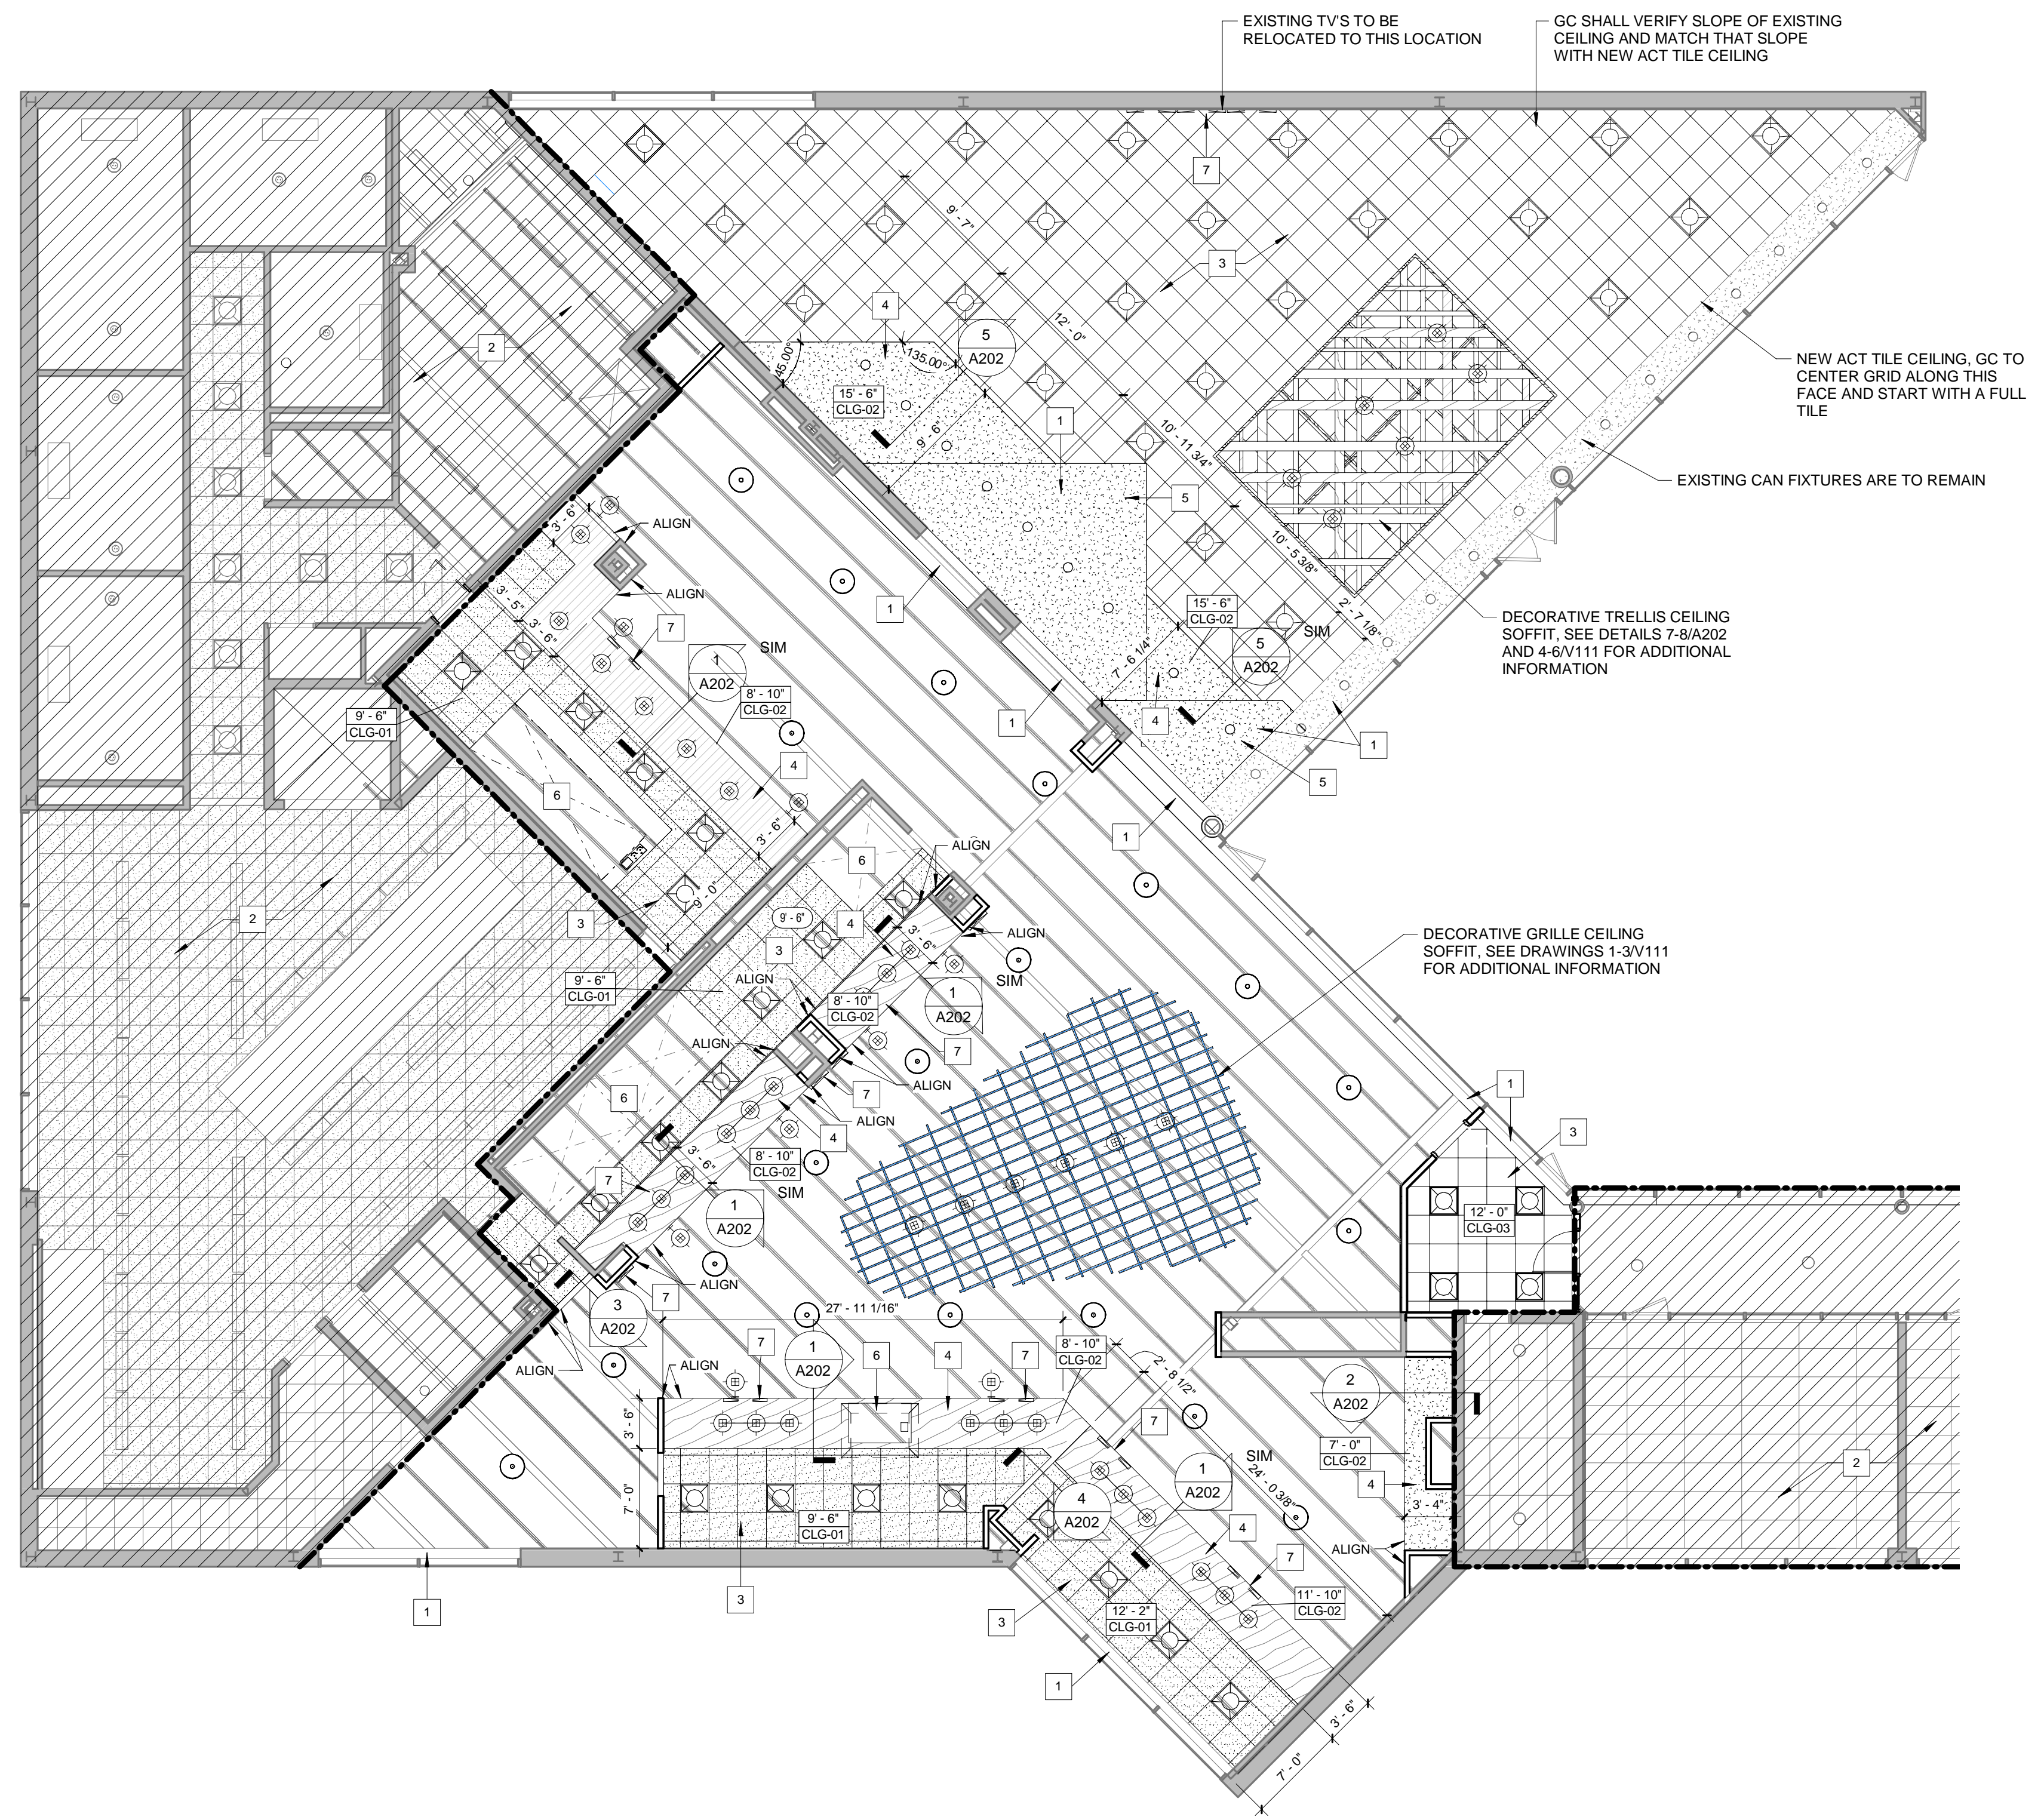 EXISTING TV'S TO BE
RELOCATED TO THIS LOCATION
GC SHALL VERIFY SLOPE OF EXISTING
CEILING AND MATCH THAT SLOPE
WITH NEW ACT TILE CEILING
7
9' - 7"
3
2
4
5
A202
12' - 0"
45.00°
135.00°
NEW ACT TILE CEILING, GC TO
CENTER GRID ALONG THIS
FACE AND START WITH A FULL
TILE
15' - 6"
CLG-02
1
9' - 6"
10' - 11 3/4"
EXISTING CAN FIXTURES ARE TO REMAIN
5
3' - 6"
ALIGN
10' - 5 3/8"
ALIGN
3' - 5"
1
15' - 6"
CLG-02
2' - 7 1/8"
DECORATIVE TRELLIS CEILING
SOFFIT, SEE DETAILS 7-8/A202
AND 4-6/V111 FOR ADDITIONAL
INFORMATION
3' - 6"
7
SIM
1
A202
5
A202
SIM
7' - 6 1/4"
8' - 10"
CLG-02
9' - 6"
CLG-01
1
4
1
4
6
5
3' - 6"
1
ALIGN
6
9' - 0"
3
9' - 6"
4
3' - 6"
ALIGN
2
3
DECORATIVE GRILLE CEILING
SOFFIT, SEE DRAWINGS 1-3/V111
FOR ADDITIONAL INFORMATION
ALIGN
SIM
9' - 6"
CLG-01
8' - 10"
CLG-02
1
A202
ALIGN
7
ALIGN
1
6
7
ALIGN
4
3
3' - 6"
8' - 10"
CLG-02
SIM
7
1
A202
12' - 0"
CLG-03
ALIGN
7
3
A202
27' - 11 1/16"
ALIGN
ALIGN
7
1
A202
6
4
7
8' - 10"
CLG-02
2' - 8 1/2"
2
A202
3' - 6"
7
7' - 0"
CLG-02
SIM
1
A202
24' - 0 3/8"
2
4
7' - 0"
9' - 6"
CLG-01
4
A202
3' - 4"
4
ALIGN
7
1
3
3
12' - 2"
CLG-01
11' - 10"
CLG-02
1
3' - 6"
7' - 0"